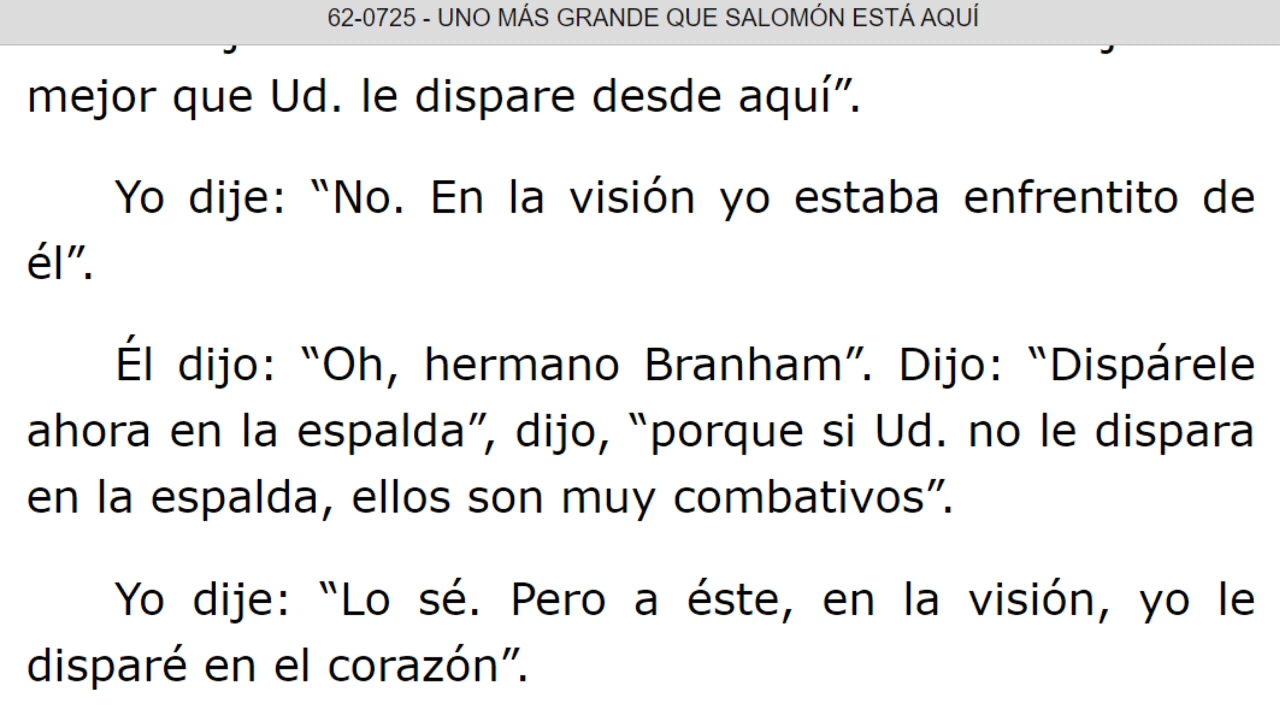 62-0725 - UNO MÁS GRANDE QUE SALOMÓN ESTÁ AQUÍ
mejor que Ud. le dispare desde aquí”.
Yo dije: “No. En la visión yo estaba enfrentito de
él”.
Él dijo: “Oh, hermano Branham”. Dijo: “Dispárele
ahora en la espalda”, dijo, “porque si Ud. no le dispara
en la espalda, ellos son muy combativos”.
Yo dije: “Lo sé. Pero a éste, en la visión, yo le
disparé en el corazón”.